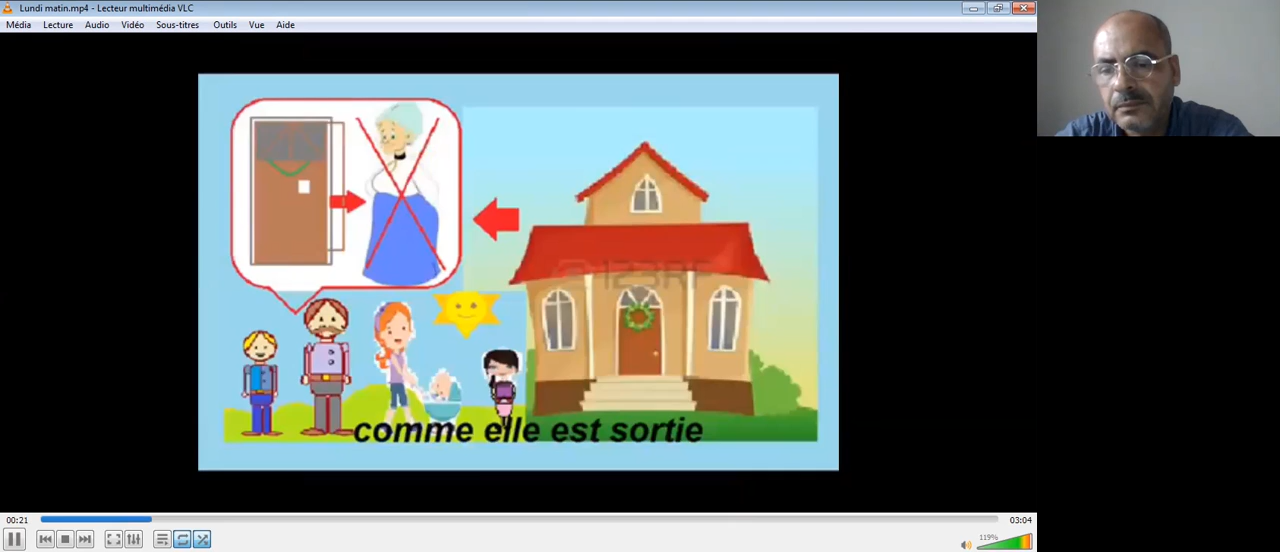 Lundi matin.mp4 - Lecteur multimédia VLC
Média Lecture Audio Vidéo Sous-titres Outils Vue Aide
123RF
comme elle est sortie
00:21
03:04
119%